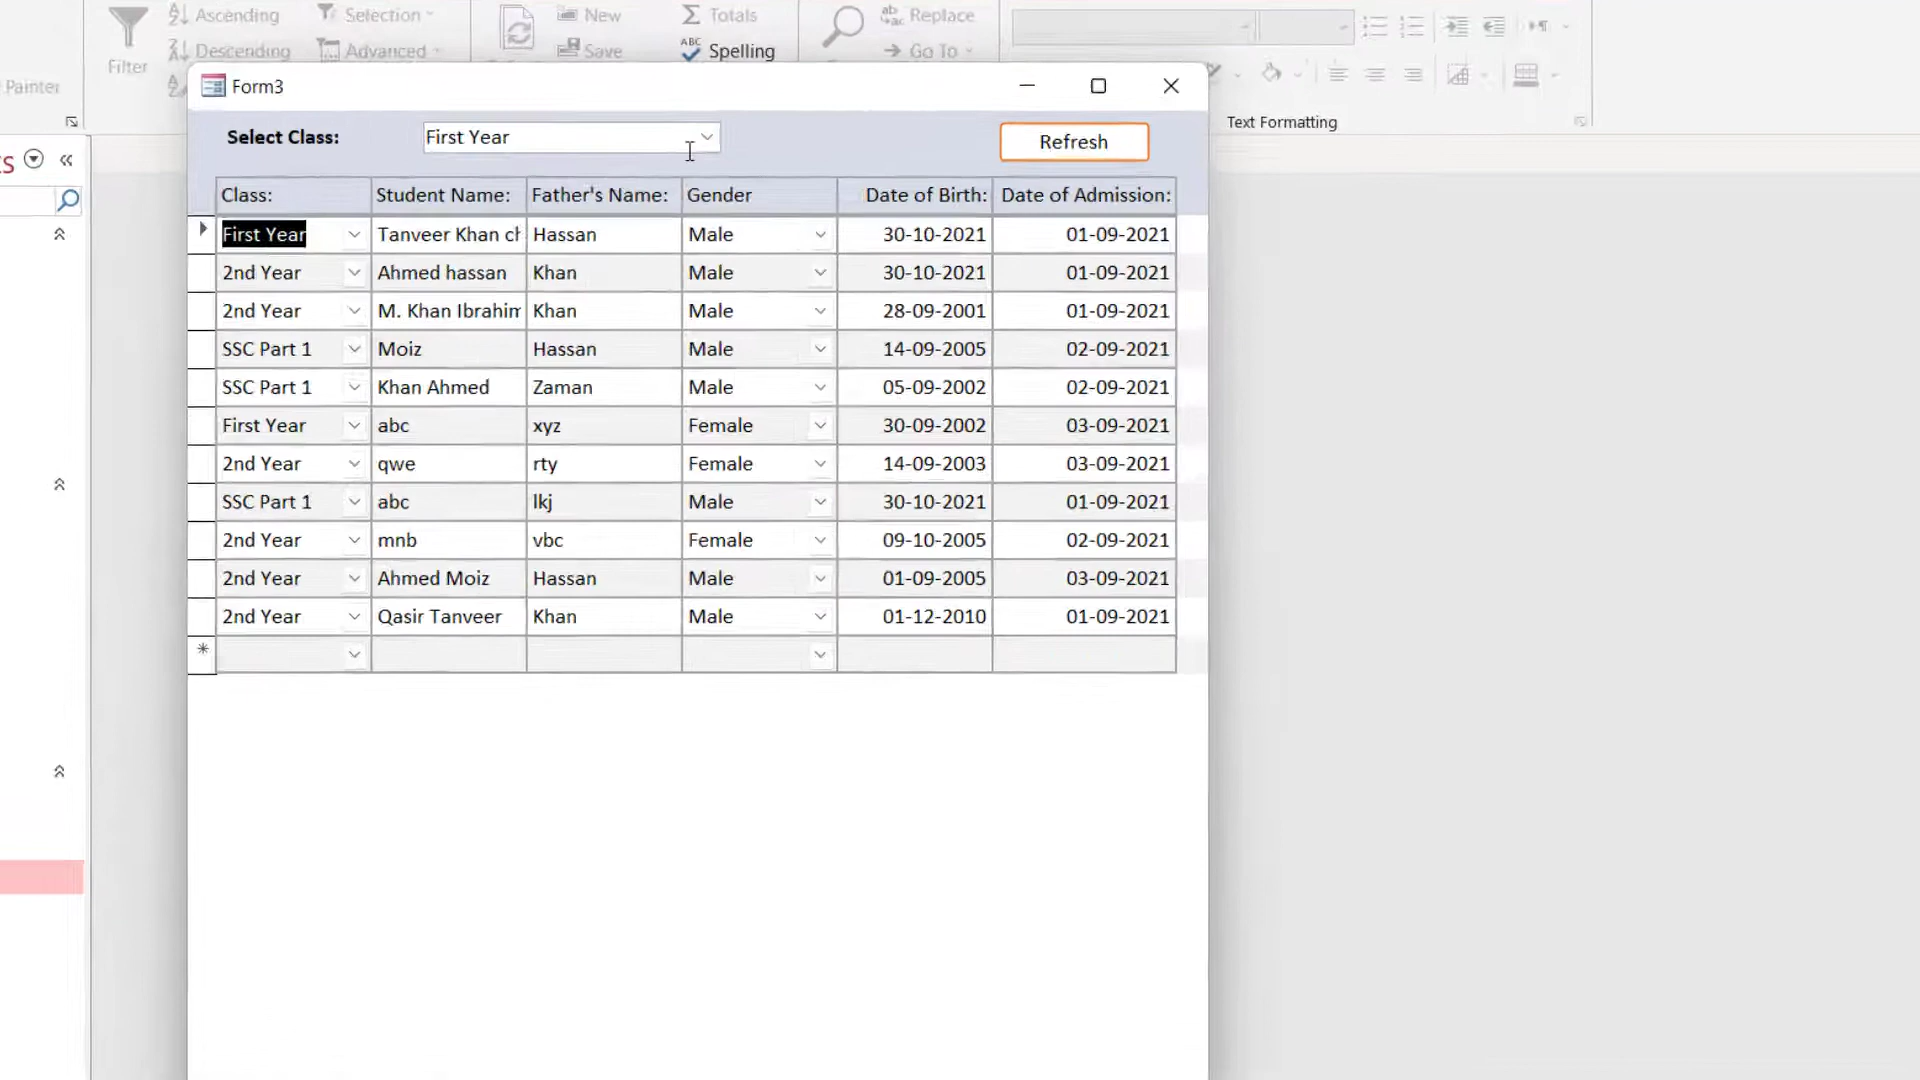 Ascending Selection New Totals Replace
Painter Filter Descending Advanced Save Spelling Go To
Form3
Text Formatting
Select Class: First Year Refresh
Class: Student Name: Father's Name: Gender Date of Birth: Date of Admission:
First Year Tanveer Khan ch Hassan Male 30-10-2021 01-09-2021
2nd Year Ahmed hassan Khan Male 30-10-2021 01-09-2021
2nd Year M. Khan Ibrahim Khan Male 28-09-2001 01-09-2021
SSC Part 1 Moiz Hassan Male 14-09-2005 02-09-2021
SSC Part 1 Khan Ahmed Zaman Male 05-09-2002 02-09-2021
First Year abc xyz Female 30-09-2002 03-09-2021
2nd Year qwe rty Female 14-09-2003 03-09-2021
SSC Part 1 abc lkj Male 30-10-2021 01-09-2021
2nd Year mnb vbc Female 09-10-2005 02-09-2021
2nd Year Ahmed Moiz Hassan Male 01-09-2005 03-09-2021
2nd Year Qasir Tanveer Khan Male 01-12-2010 01-09-2021